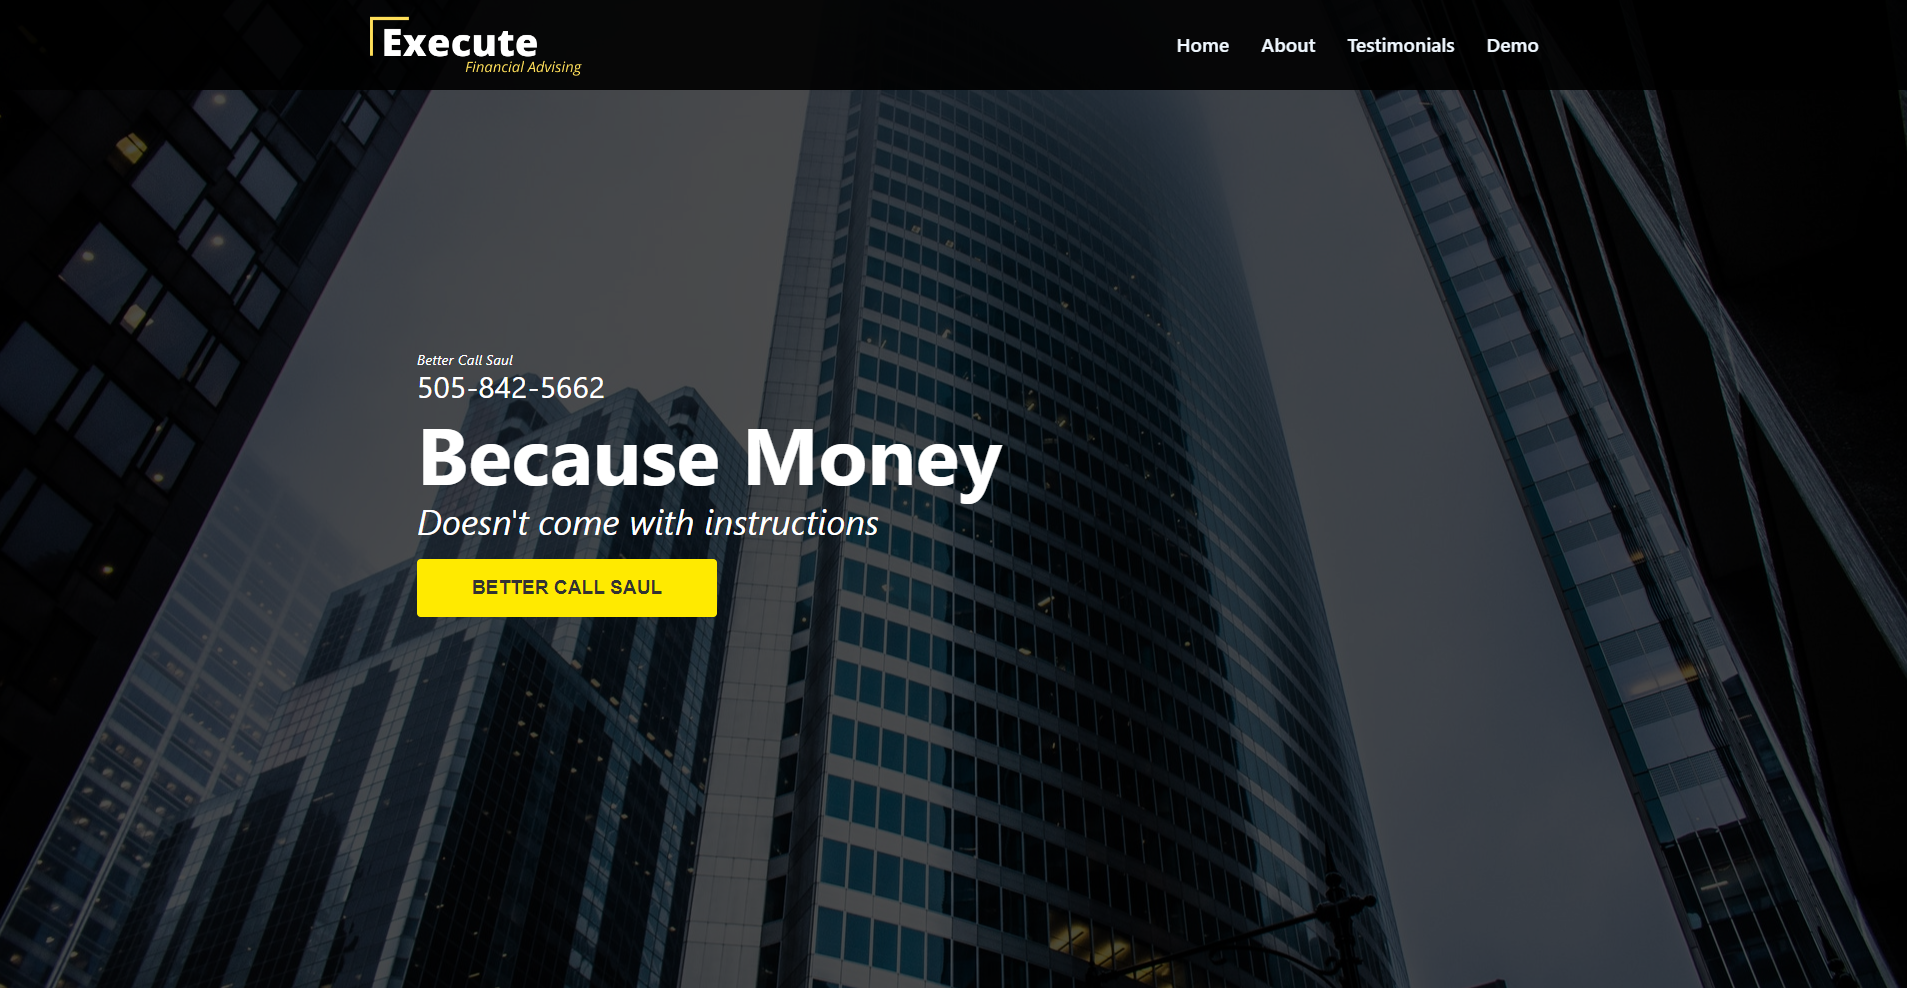 Execute
Financial Advising
Home About Testimonials Demo
Better Call Saul
505-842-5662
Because Money
Doesn't come with instructions
BETTER CALL SAUL